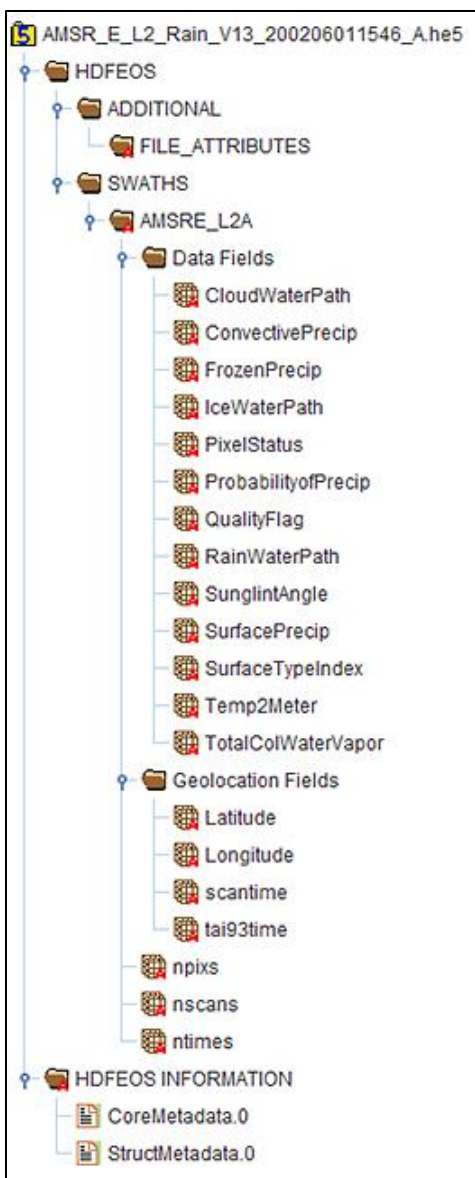 AMSR_E_L2_Rain_V13_200206011546_A.he5
HDFEOS
ADDITIONAL
FILE_ATTRIBUTES
SWATHS
AMSRE_L2A
Data Fields
CloudWaterPath
ConvectivePrecip
FrozenPrecip
IceWaterPath
PixelStatus
ProbabilityofPrecip
QualityFlag
RainWaterPath
SunglintAngle
SurfacePrecip
SurfaceTypeIndex
Temp2Meter
TotalColWaterVapor
Geolocation Fields
Latitude
Longitude
scantime
tai93time
npixs
nscans
ntimes
HDFEOS INFORMATION
CoreMetadata.0
StructMetadata.0